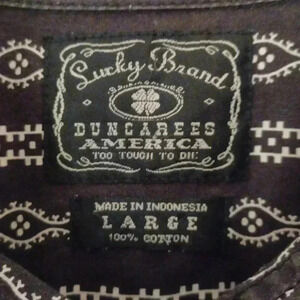 Lucky Brand
DUNGAREES
AMERICA
TOO TOUGH TO DIE
MADE IN INDONESIA
LARGE
100% COTTON